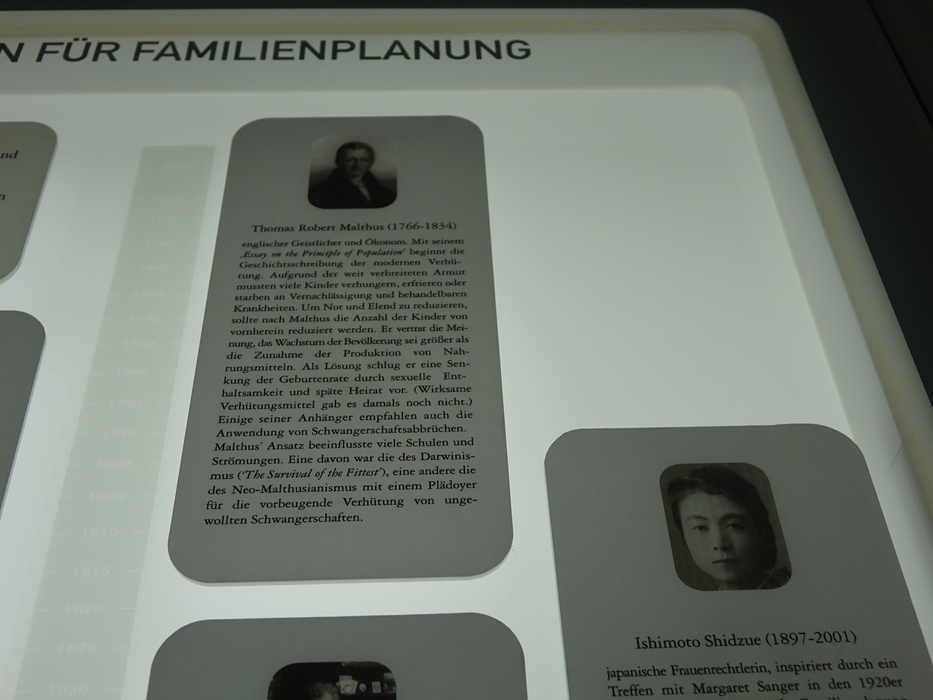 N FÜR FAMILIENPLANUNG
nd
n
Thomas Robert Malthus (1766-1834)
englischer Geistlicher und Ökonom. Mit seinem
‚Essay on the Principle of Population' beginnt die
Geschichtsschreibung der modernen Verhü-
tung. Aufgrund der weit verbreiteten Armut
mussten viele Kinder verhungern, erfrieren oder
starben an Vernachlässigung und behandelbaren
Krankheiten. Um Not und Elend zu reduzieren,
sollte nach Malthus die Anzahl der Kinder von
vornherein reduziert werden. Er vertrat die Mei-
nung, das Wachstum der Bevölkerung sei größer als
die Zunahme der Produktion von Nah-
rungsmitteln. Als Lösung schlug er eine Sen-
kung der Geburtenrate durch sexuelle Ent-
haltsamkeit und späte Heirat vor. (Wirksame
Verhütungsmittel gab es damals noch nicht.)
Einige seiner Anhänger empfahlen auch die
Anwendung von Schwangerschaftsabbrüchen.
Malthus' Ansatz beeinflusste viele Schulen und
Strömungen. Eine davon war die des Darwinis-
mus ('The Survival of the Fittest'), eine andere die
des Neo-Malthusianismus mit einem Plädoyer
für die vorbeugende Verhütung von unge-
wollten Schwangerschaften.
1785
1790
1795
1800
1805
1810
1815
1820
1825
1830
Ishimoto Shidzue (1897-2001)
japanische Frauenrechtlerin, inspiriert durch ein
Treffen mit Margaret Sanger in den 1920er